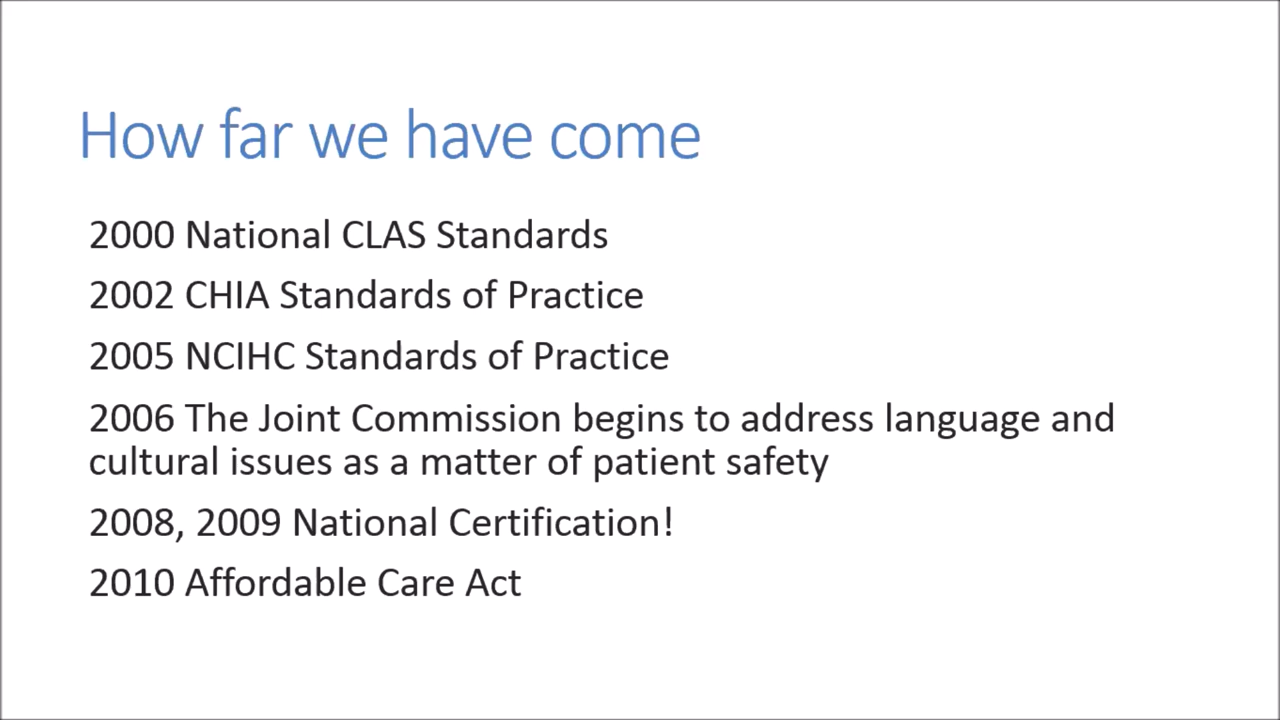 How far we have come
2000 National CLAS Standards
2002 CHIA Standards of Practice
2005 NCIHC Standards of Practice
2006 The Joint Commission begins to address language and
cultural issues as a matter of patient safety
2008, 2009 National Certification!
2010 Affordable Care Act